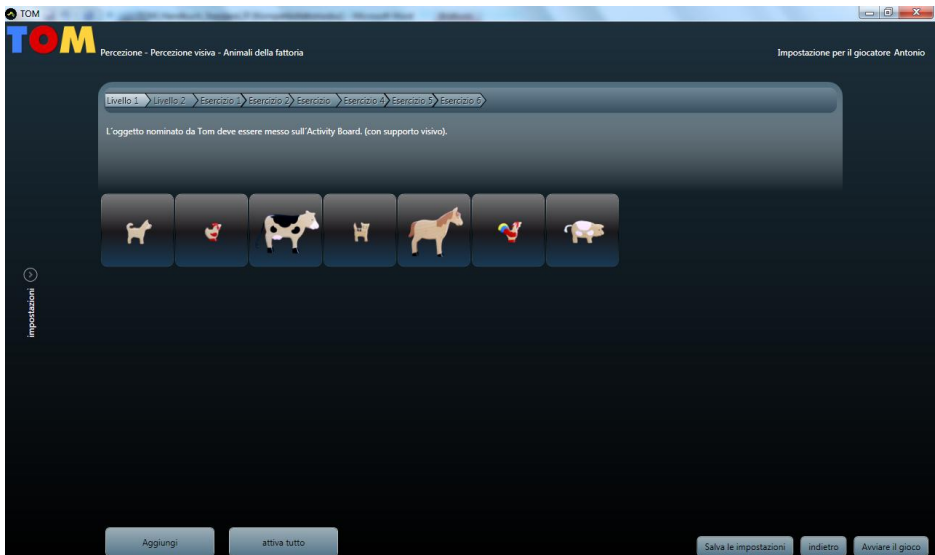 TOM
TOM
Percezione - Percezione visiva - Animali della fattoria
Impostazione per il giocatore Antonio
Livello 1 Livello 2 Esercizio 1 Esercizio 2 Esercizio Esercizio 4 Esercizio 5 Esercizio 6
L'oggetto nominato da Tom deve essere messo sull'Activity Board. (con supporto visivo).
impostazioni
Aggiungi attiva tutto
Salva le impostazioni indietro Avviare il gioco